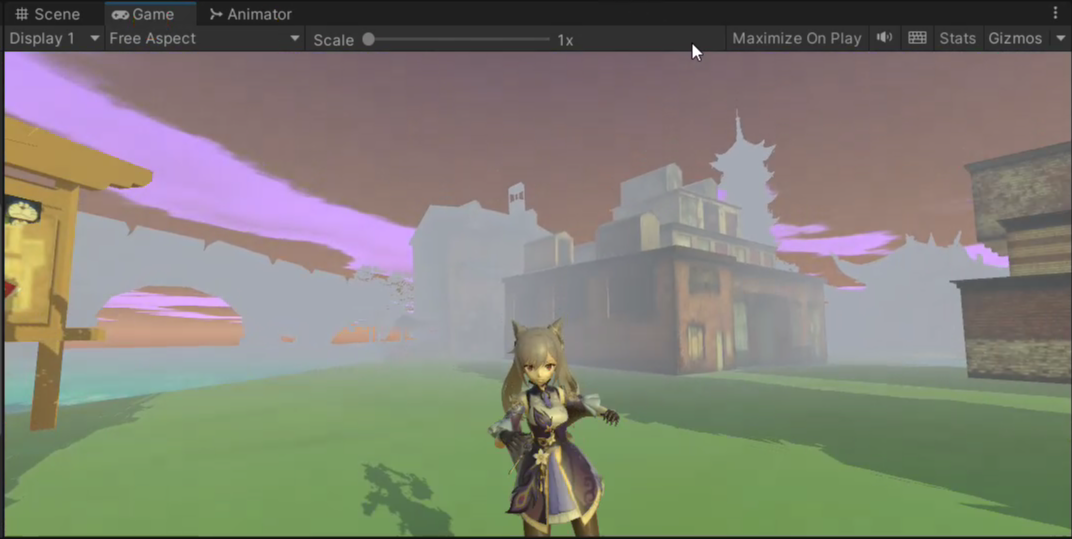 Scene Game Animator
Display 1 Free Aspect Scale 1x Maximize On Play Stats Gizmos